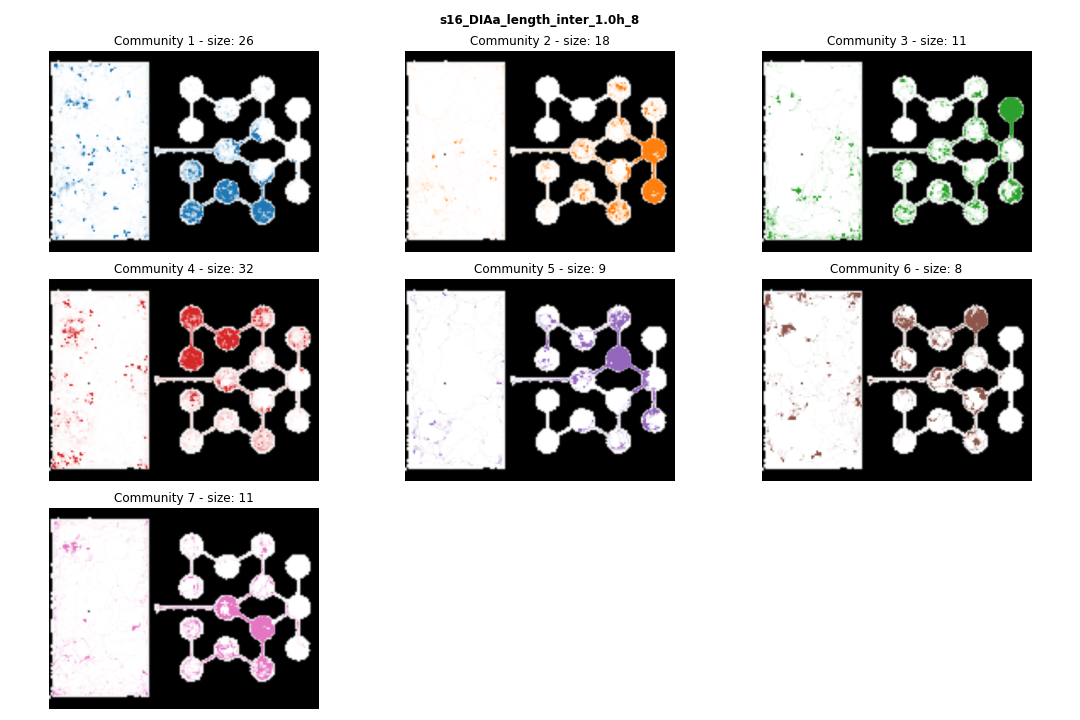 s16_DIAa_length_inter_1.0h_8
Community 1 - size: 26
Community 2 - size: 18
Community 3 - size: 11
Community 4 - size: 32
Community 5 - size: 9
Community 6 - size: 8
Community 7 - size: 11